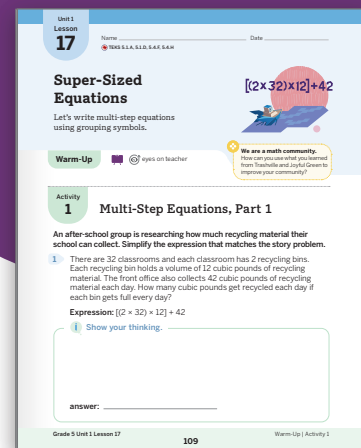 Unit 1
Lesson
17
Name
Date
TEKS 5.1.A, 5.1.D, 5.4.F, 5.4.H
Super-Sized
Equations
[(2×32)×12]+42
Let's write multi-step equations
using grouping symbols.
Warm-Up
eyes on teacher
We are a math community.
How can you use what you learned
from Trashville and Joyful Green to
improve your community?
Activity
1
Multi-Step Equations, Part 1
An after-school group is researching how much recycling material their
school can collect. Simplify the expression that matches the story problem.
1 There are 32 classrooms and each classroom has 2 recycling bins.
Each recycling bin holds a volume of 12 cubic pounds of recycling
material. The front office also collects 42 cubic pounds of recycling
material each day. How many cubic pounds get recycled each day if
each bin gets full every day?
Expression: [(2 × 32) × 12] + 42
i Show your thinking.
answer:
Grade 5 Unit 1 Lesson 17
Warm-Up | Activity 1
109